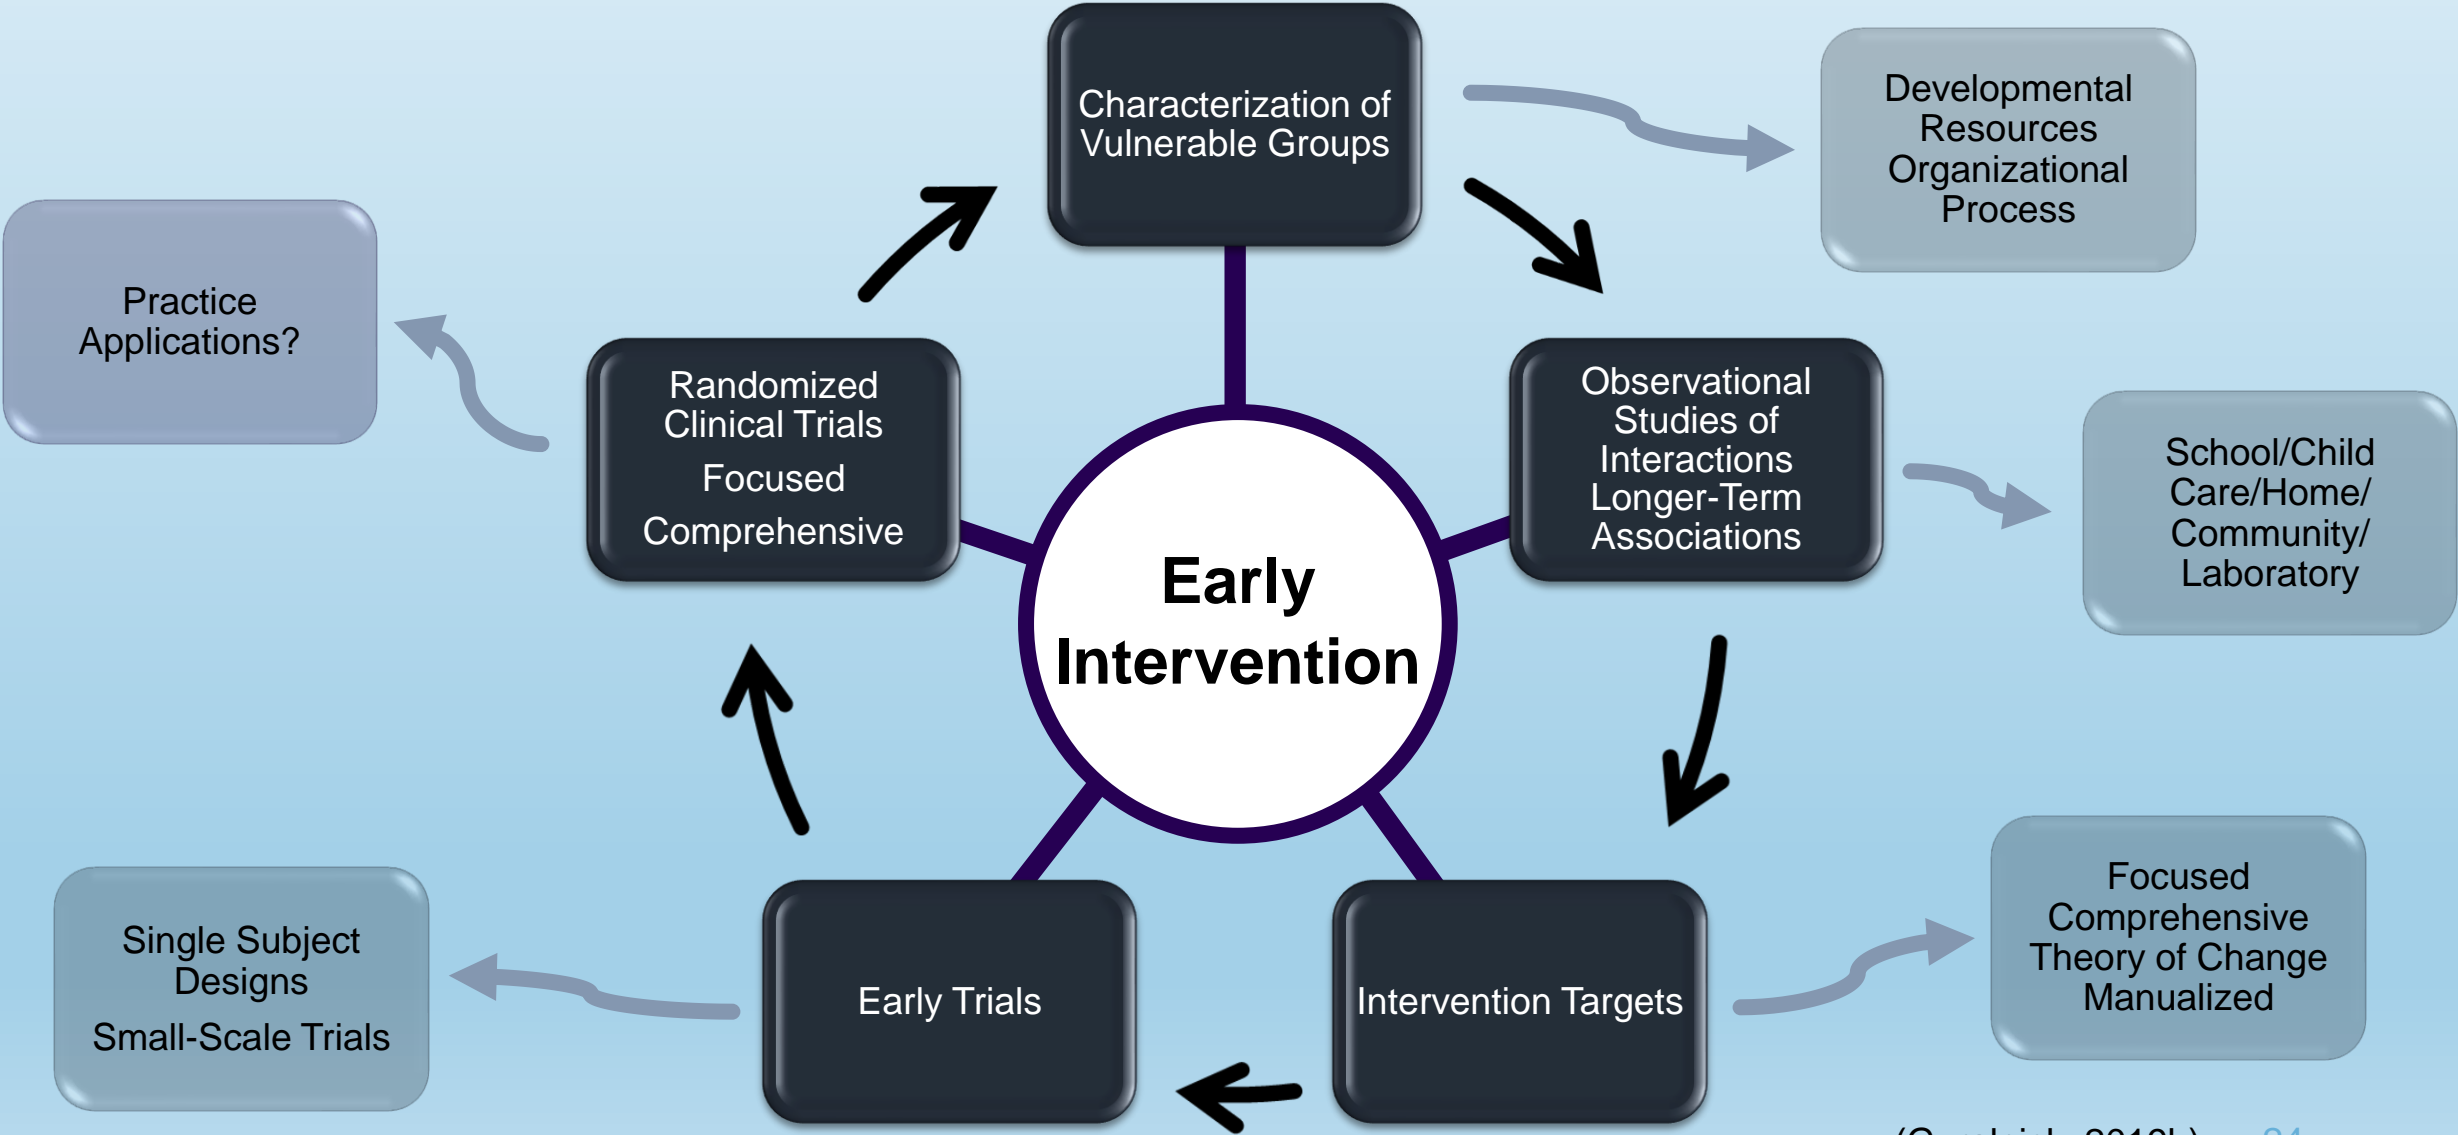 Characterization of
Vulnerable Groups
Developmental
Resources
Organizational
Process
Practice
Applications?
Randomized
Clinical Trials
Focused
Comprehensive
Observational
Studies of
Interactions
Longer-Term
Associations
School/Child
Care/Home/
Community/
Laboratory
Early
Intervention
Single Subject
Designs
Small-Scale Trials
Early Trials
Intervention Targets
Focused
Comprehensive
Theory of Change
Manualized